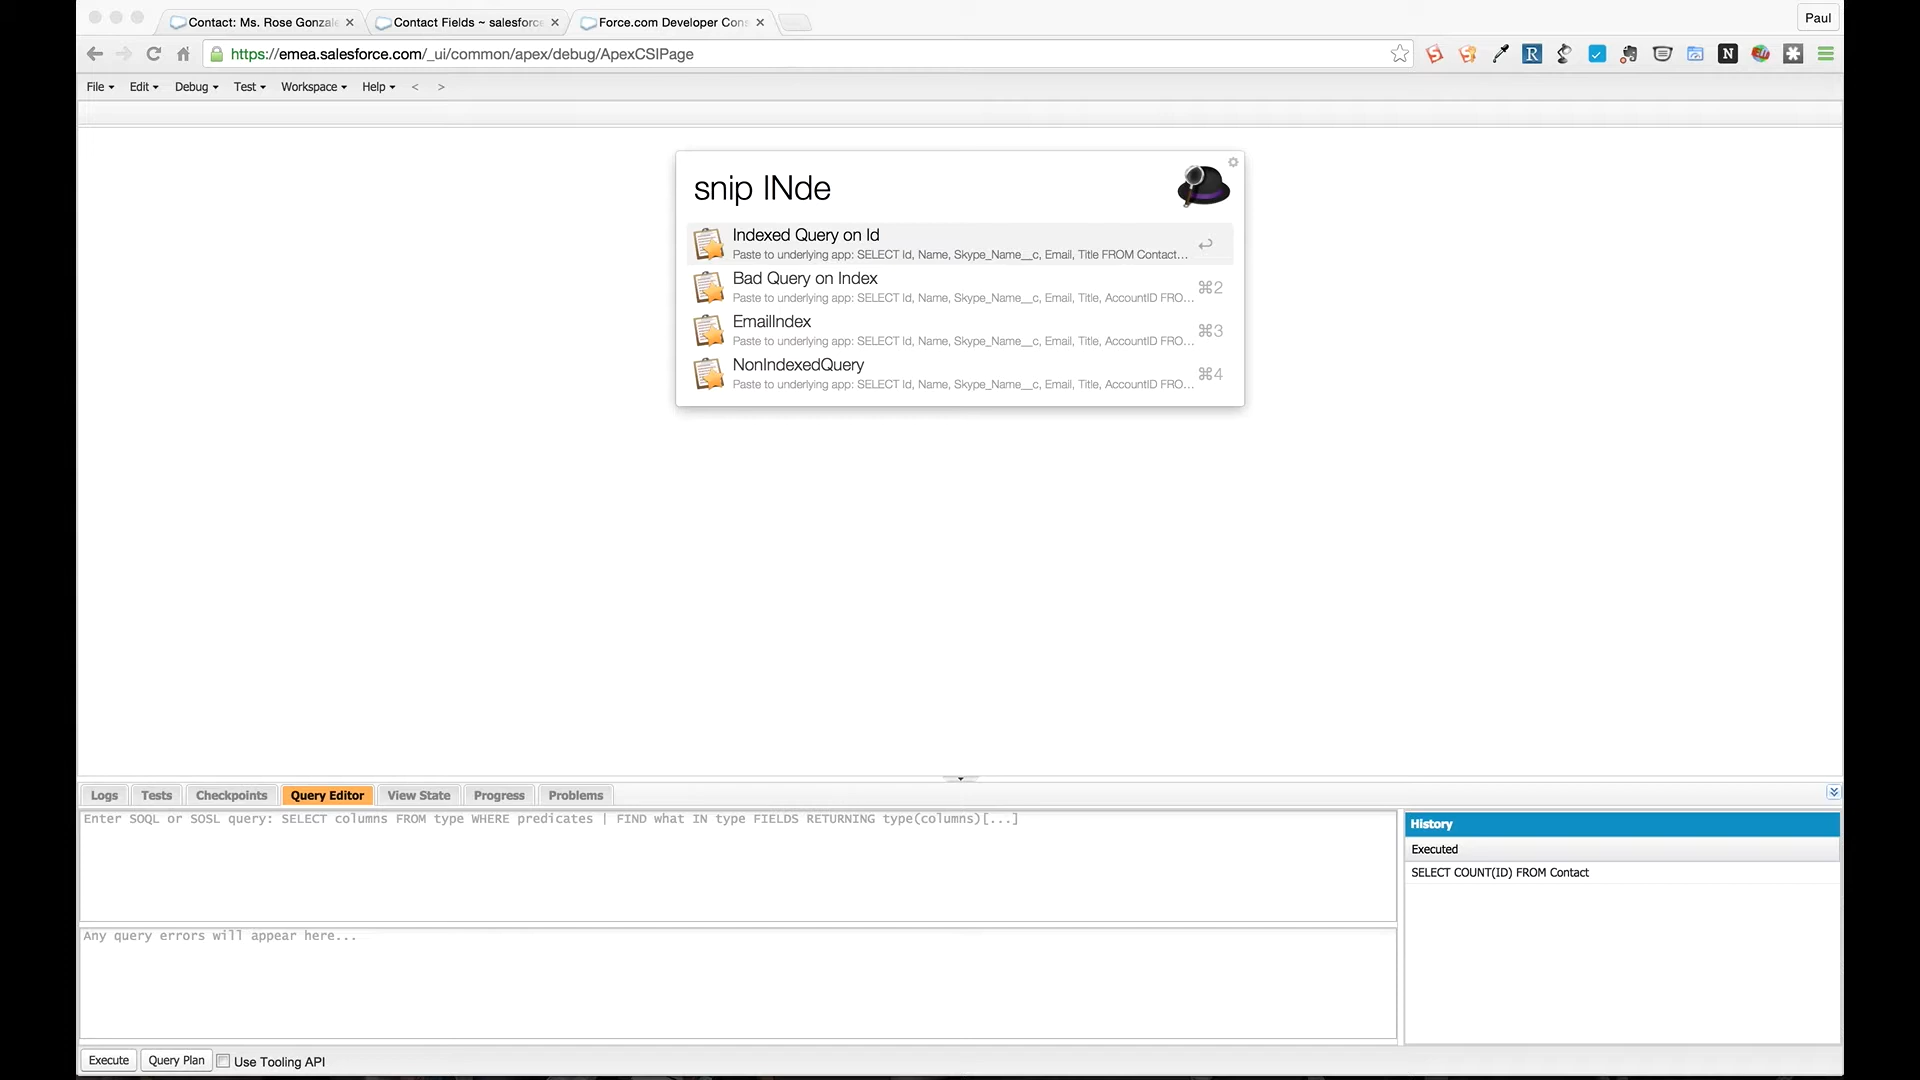 Contact: Ms. Rose Gonzale
Contact Fields ~ salesforce
Force.com Developer Cons
Paul
https://emea.salesforce.com/_ui/common/apex/debug/ApexCSIPage
File Edit Debug Test Workspace Help < >
snip INde
Indexed Query on Id
Paste to underlying app: SELECT Id, Name, Skype_Name__c, Email, Title FROM Contact...
Bad Query on Index
Paste to underlying app: SELECT Id, Name, Skype_Name__c, Email, Title, AccountID FRO...
⌘2
EmailIndex
Paste to underlying app: SELECT Id, Name, Skype_Name__c, Email, Title, AccountID FRO...
⌘3
NonIndexedQuery
Paste to underlying app: SELECT Id, Name, Skype_Name__c, Email, Title, AccountID FRO...
⌘4
Logs Tests Checkpoints Query Editor View State Progress Problems
Enter SOQL or SOSL query: SELECT columns FROM type WHERE predicates | FIND what IN type FIELDS RETURNING type(columns)[...]
History
Executed
SELECT COUNT(ID) FROM Contact
Any query errors will appear here...
Execute Query Plan Use Tooling API